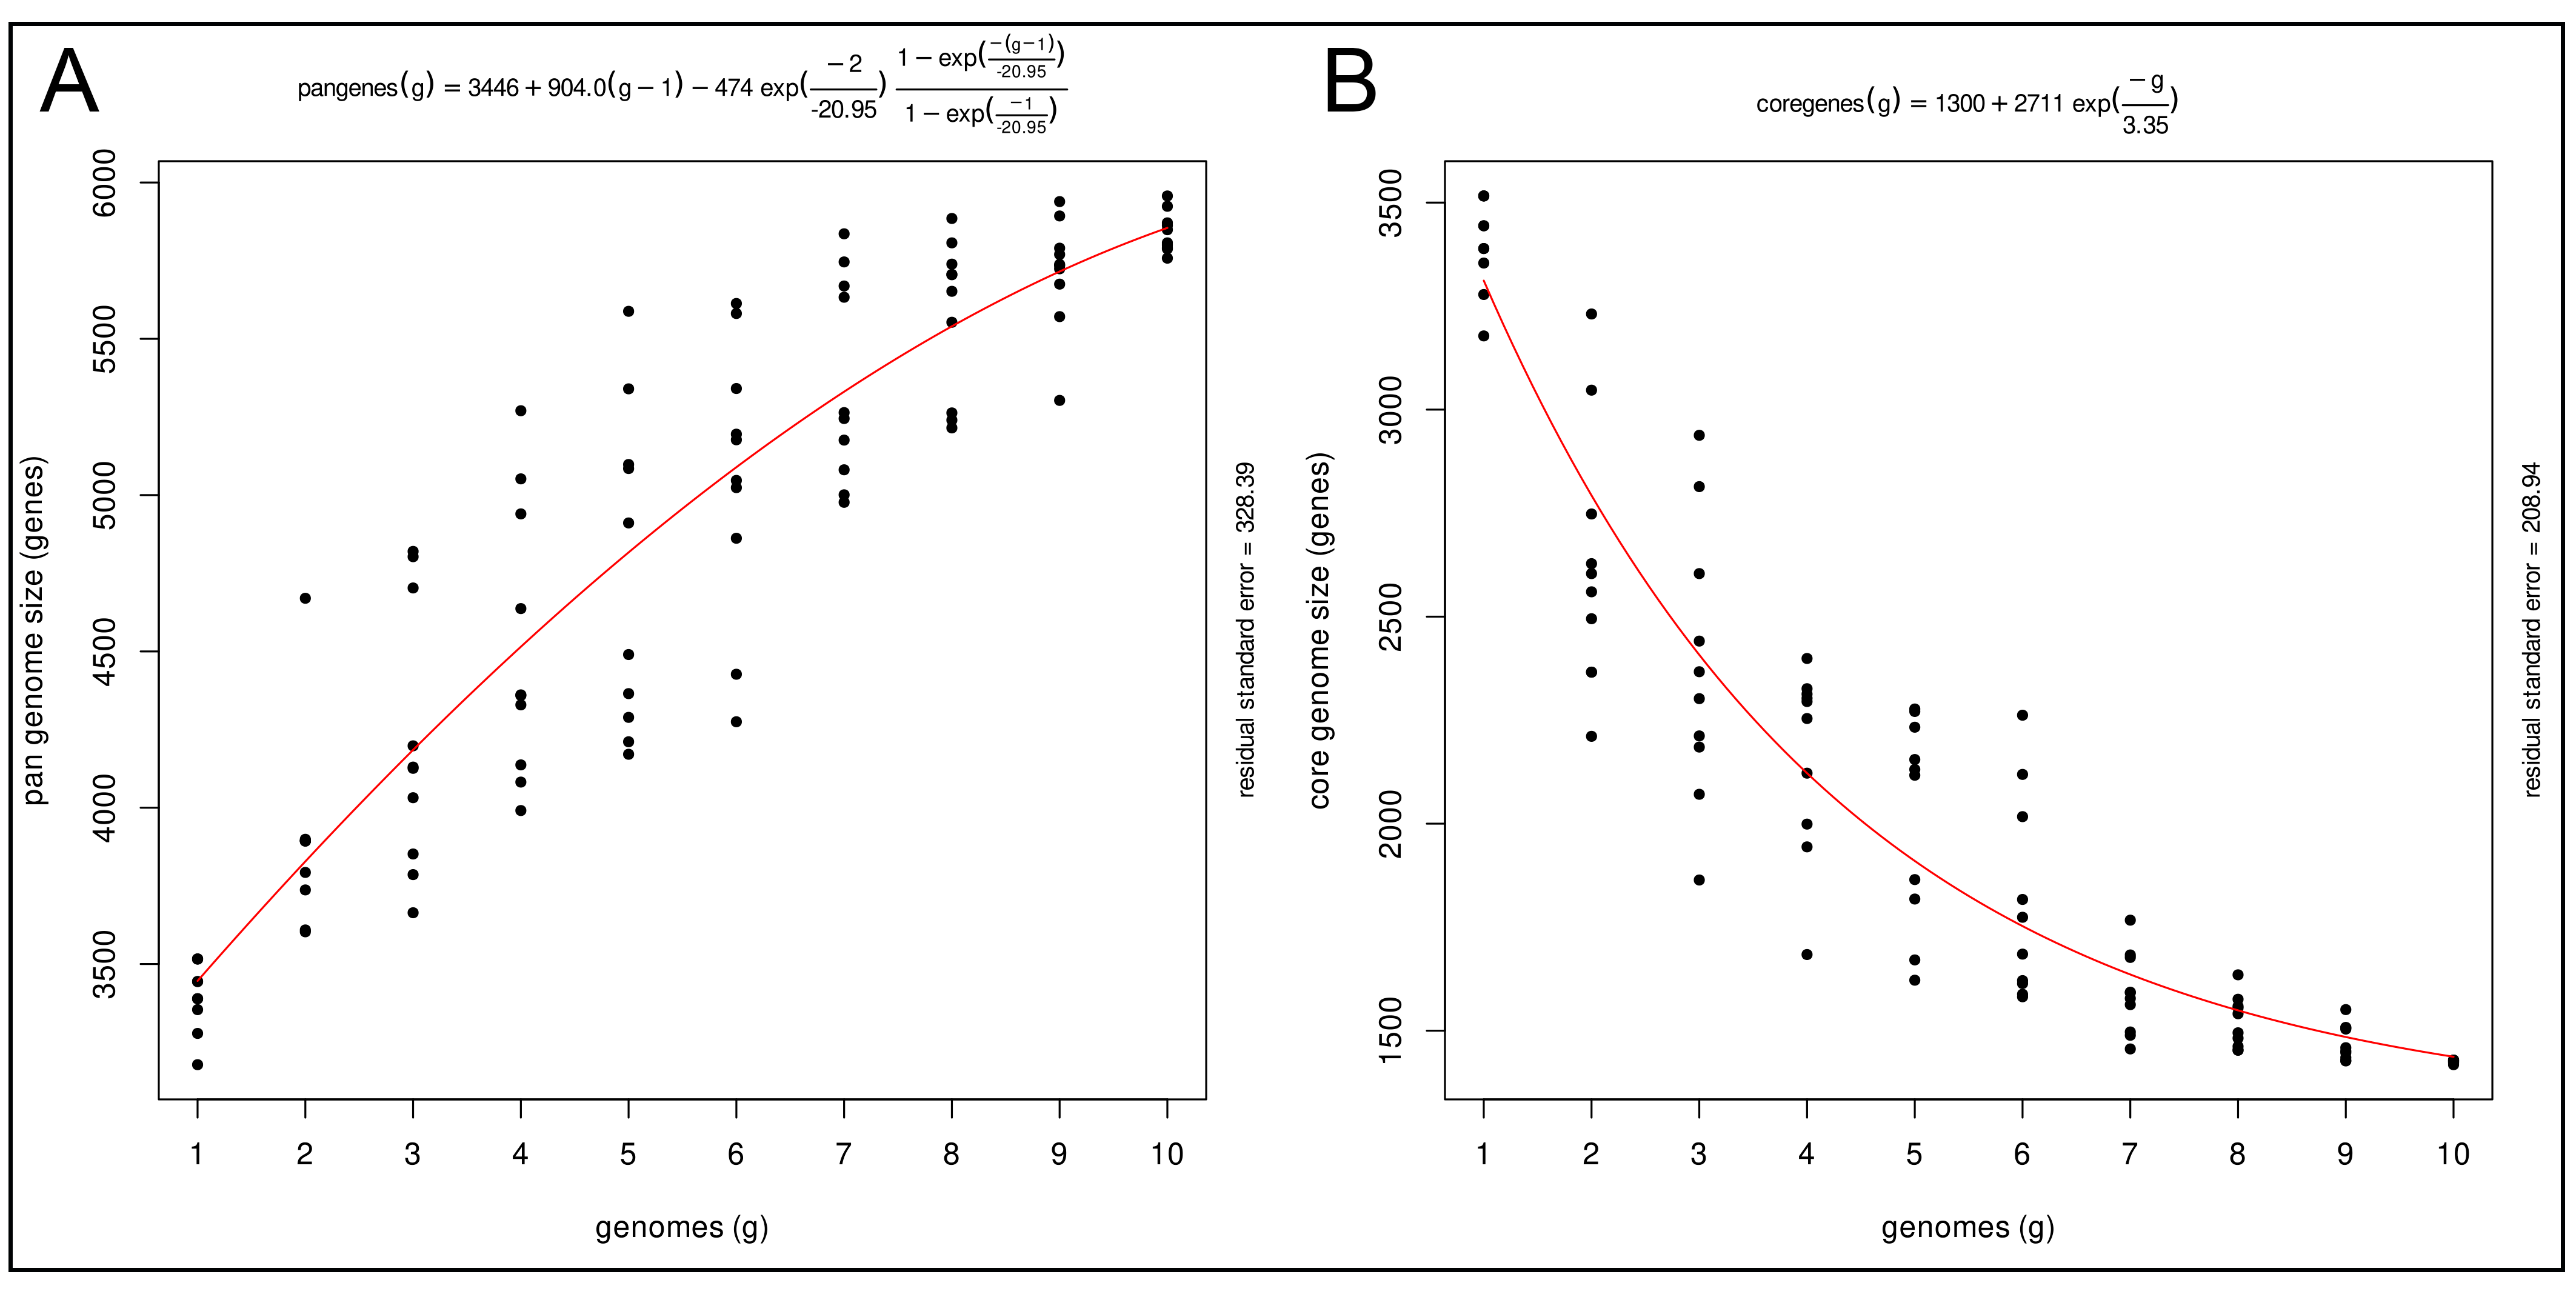 A
pangenes(g) = 3446 + 904.0(g − 1) − 474 exp(−2/-20.95) 1 − exp(−(g−1)/-20.95) / 1 − exp(−1/-20.95)
pan genome size (genes)
6000
5500
5000
4500
4000
3500
1 2 3 4 5 6 7 8 9 10
genomes (g)
residual standard error = 328.39
B
coregenes(g) = 1300 + 2711 exp(−g/3.35)
core genome size (genes)
3500
3000
2500
2000
1500
1 2 3 4 5 6 7 8 9 10
genomes (g)
residual standard error = 208.94